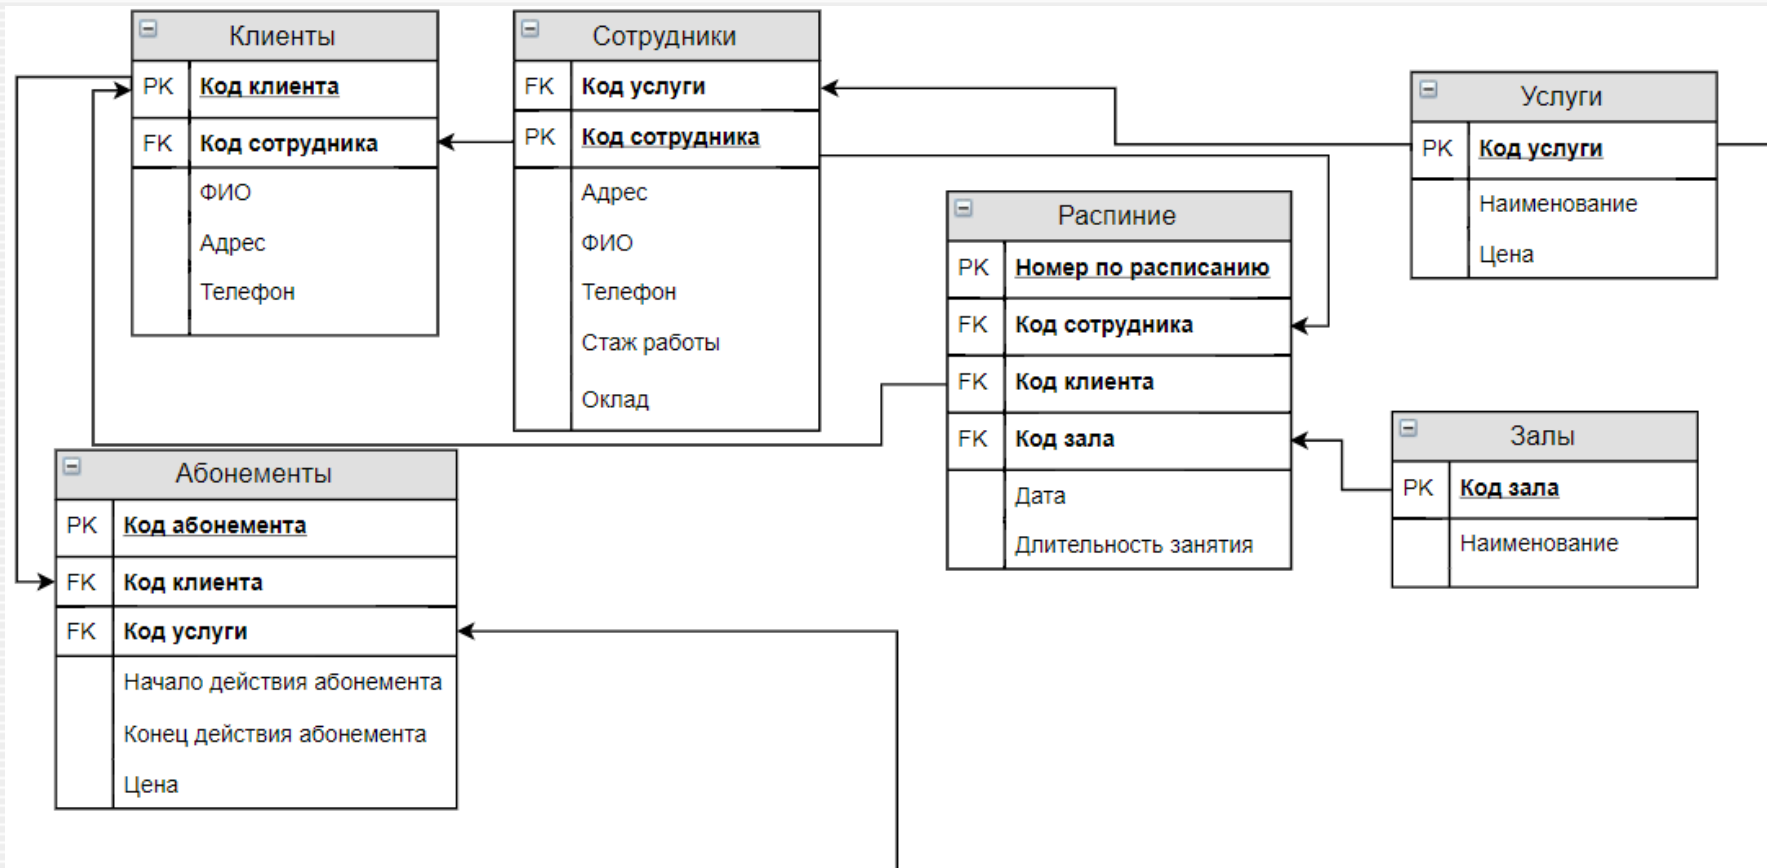 Клиенты
PK Код клиента
FK Код сотрудника
ФИО
Адрес
Телефон
Сотрудники
FK Код услуги
PK Код сотрудника
Адрес
ФИО
Телефон
Стаж работы
Оклад
Услуги
PK Код услуги
Наименование
Цена
Распиние
PK Номер по расписанию
FK Код сотрудника
FK Код клиента
FK Код зала
Дата
Длительность занятия
Залы
PK Код зала
Наименование
Абонементы
PK Код абонемента
FK Код клиента
FK Код услуги
Начало действия абонемента
Конец действия абонемента
Цена